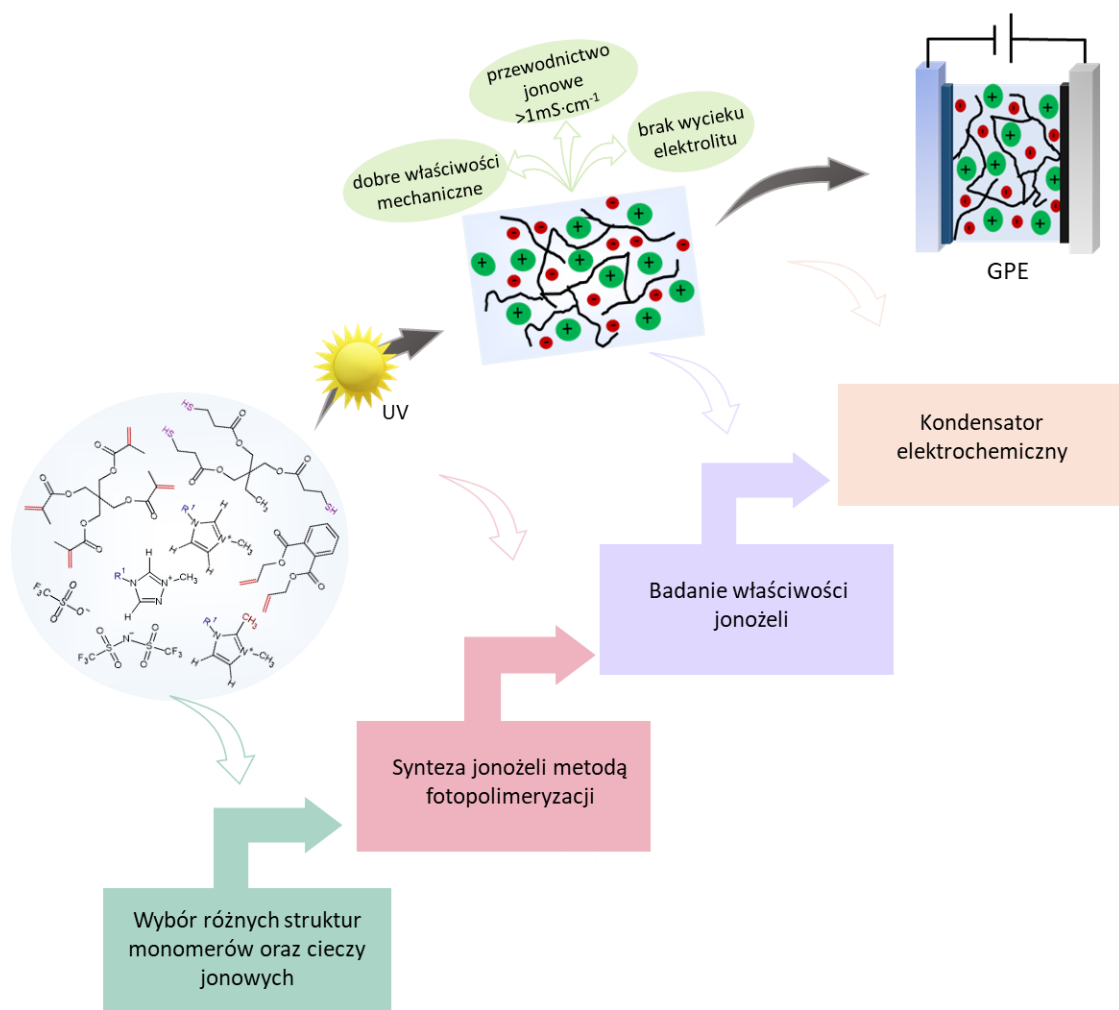 przewodnictwo
jonowe
>1mS·cm⁻¹
brak wycieku
elektrolitu
dobre właściwości
mechaniczne
GPE
UV
Kondensator
elektrochemiczny
Badanie właściwości
jonożeli
Synteza jonożeli metodą
fotopolimeryzacji
Wybór różnych struktur
monomerów oraz cieczy
jonowych